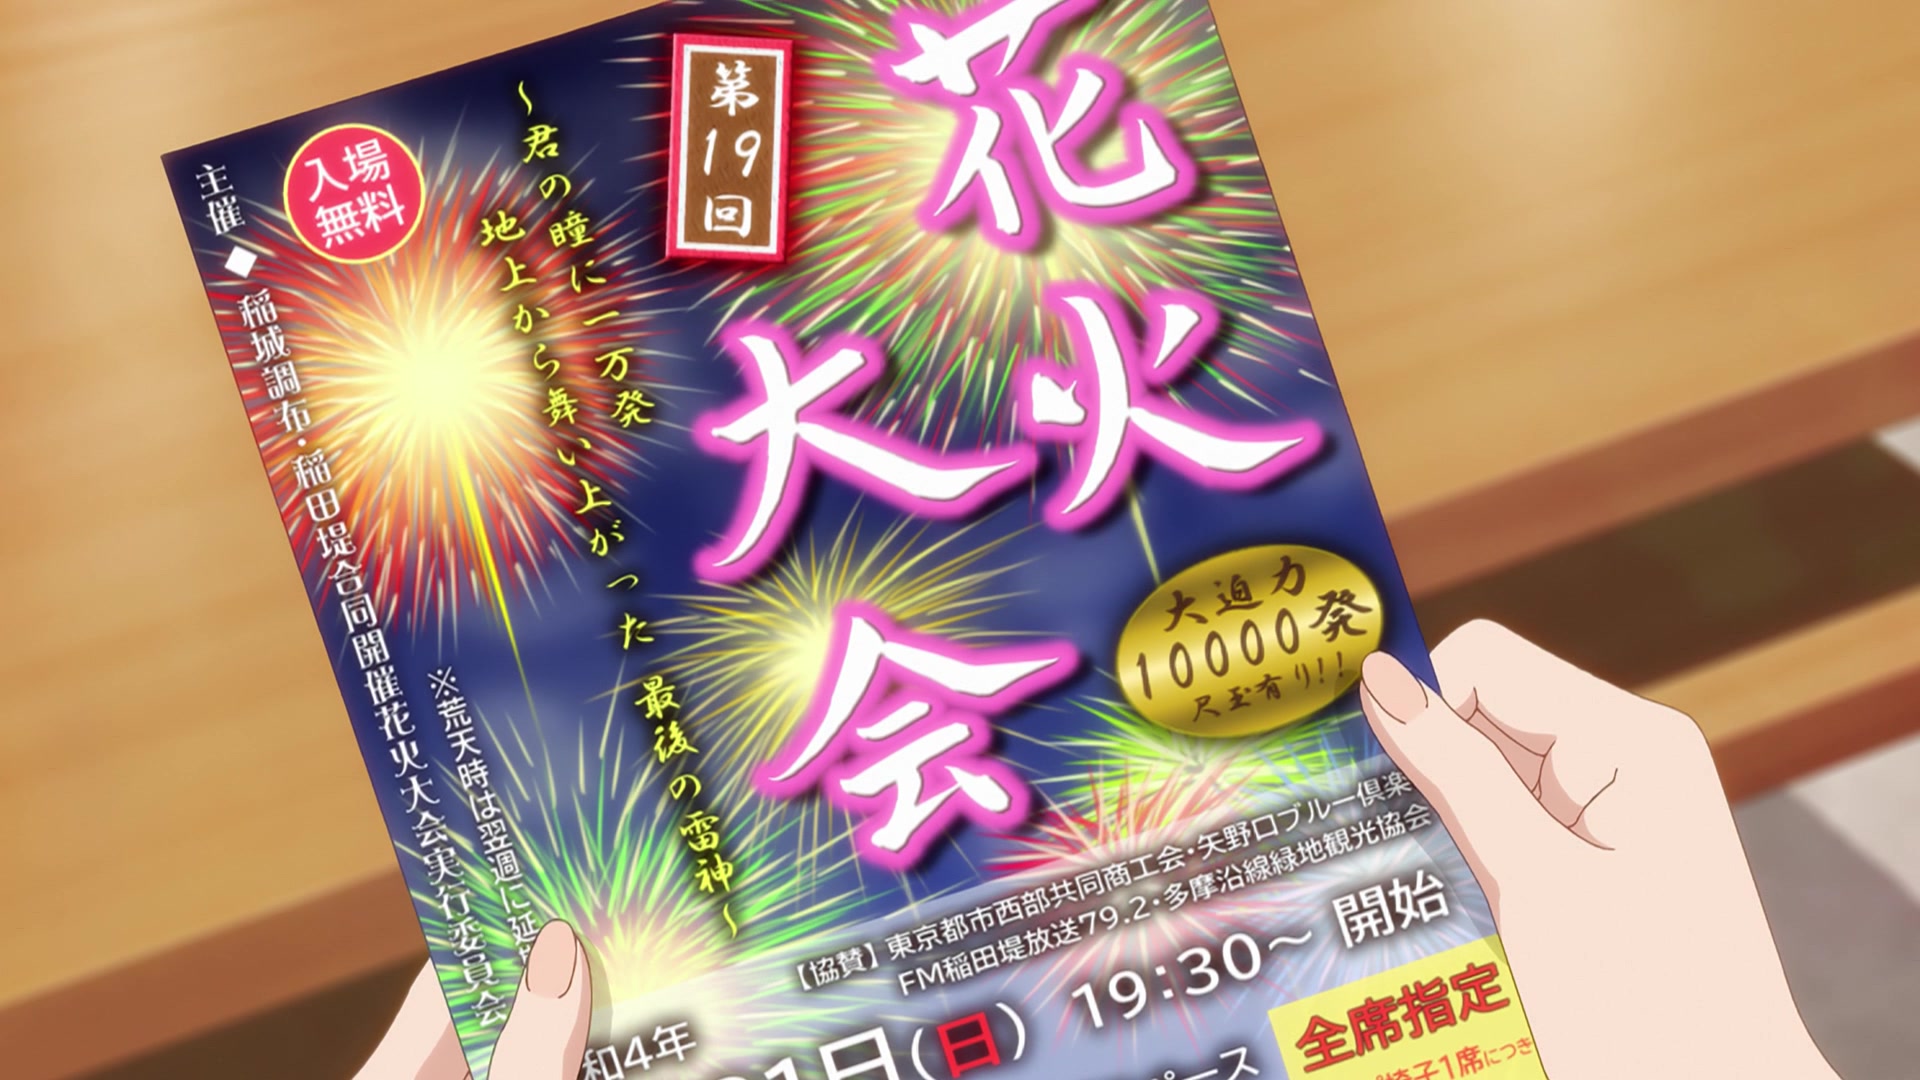 花火
大会
第19回
～君の瞳に一万発
地上から舞い上がった 最後の雷神～
入場
無料
主催◆稲城調布・稲田堤合同開催花火大会実行委員会
※荒天時は翌週に延
大迫力
10000発
尺玉有り!!
【協賛】東京都市西部共同商工会・矢野口ブルー倶楽
FM稲田堤放送79.2・多摩沿線緑地観光協会
和4年
1日(日) 19:30～ 開始
ペース
全席指定
椅子1席につき